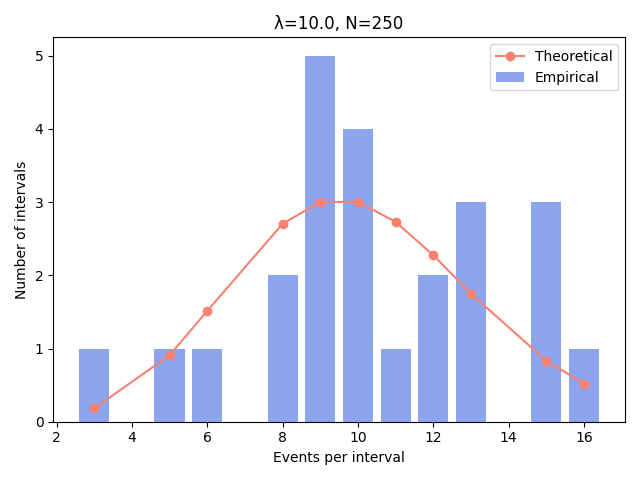 λ=10.0, N=250
Theoretical
Empirical
Number of intervals
5
4
3
2
1
0
2 4 6 8 10 12 14 16
Events per interval